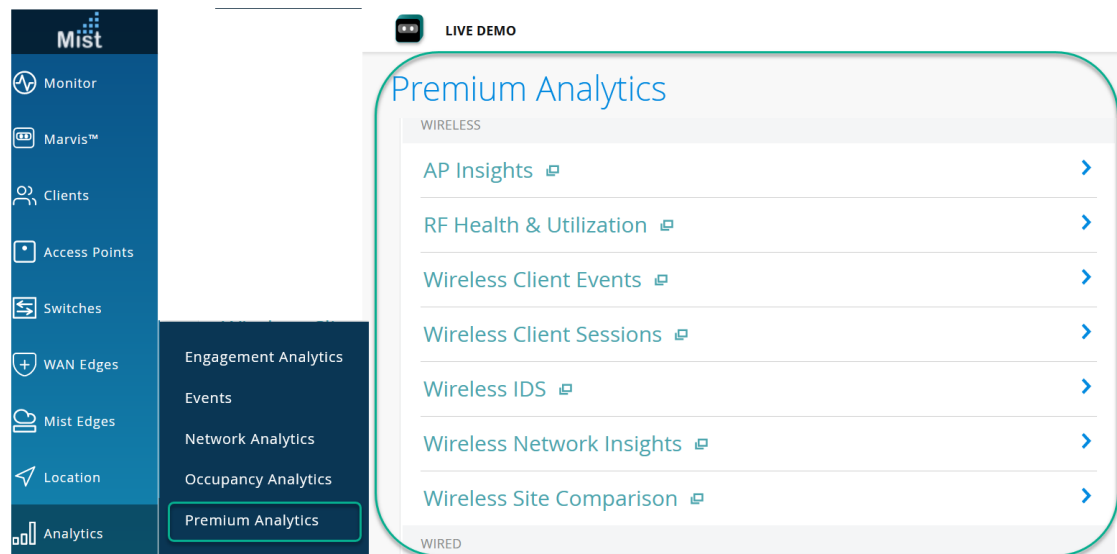 Mist
Monitor
Marvis™
Clients
Access Points
Switches
WAN Edges
Mist Edges
Location
Analytics
Engagement Analytics
Events
Network Analytics
Occupancy Analytics
Premium Analytics
LIVE DEMO
Premium Analytics
WIRELESS
AP Insights
RF Health & Utilization
Wireless Client Events
Wireless Client Sessions
Wireless IDS
Wireless Network Insights
Wireless Site Comparison
WIRED